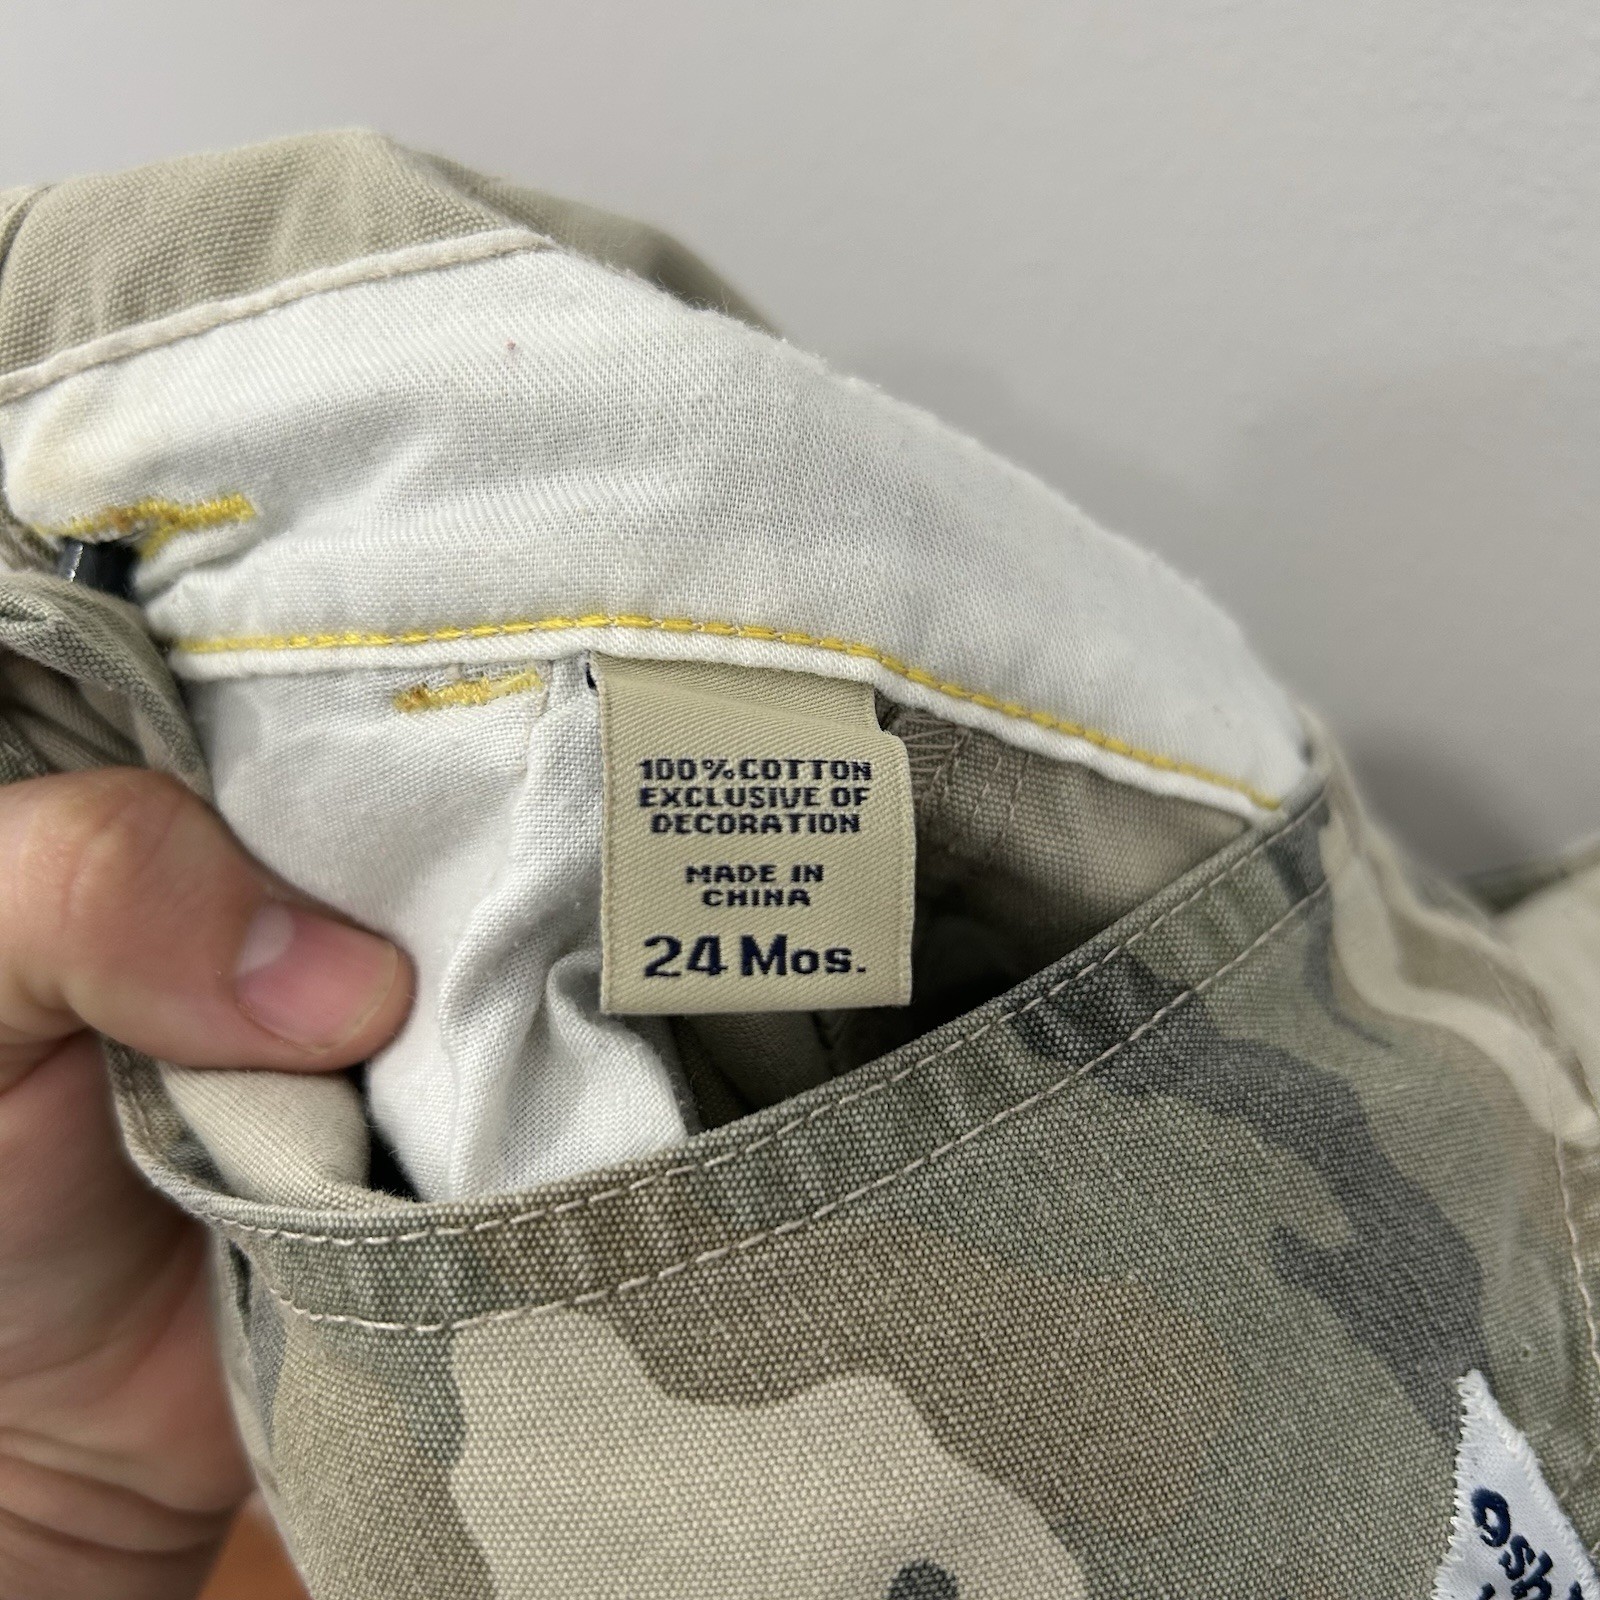 100% COTTON
EXCLUSIVE OF
DECORATION
MADE IN
CHINA
24 Mos.